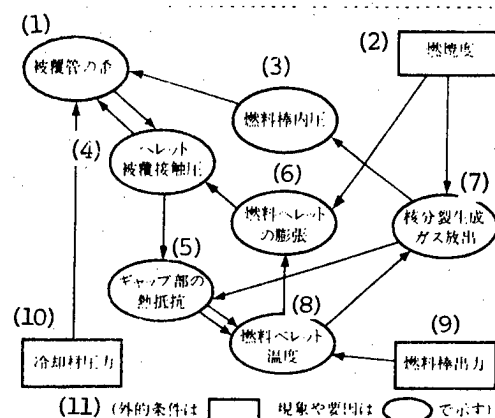 (1)
被覆管の歪
(2)
燃焼度
(3)
燃料棒内圧
(4)
ペレット
被覆接触圧
(5)
ギャップ部の
熱抵抗
(6)
燃料ペレット
の膨張
(7)
核分裂生成
ガス放出
(8)
燃料ペレット
温度
(9)
燃料棒出力
(10)
冷却材圧力
(11) (外的条件は 現象や要因は で示す)